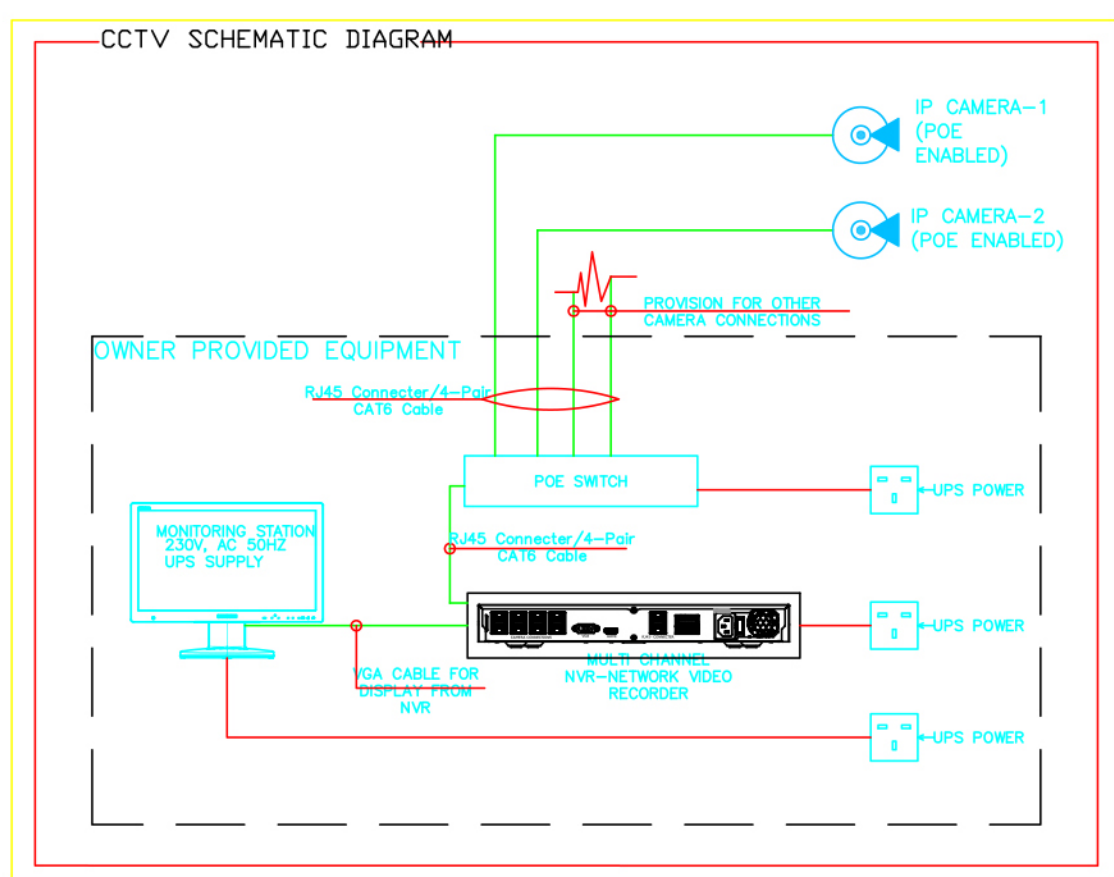 CCTV SCHEMATIC DIAGRAM
IP CAMERA-1
(POE
ENABLED)
IP CAMERA-2
(POE ENABLED)
PROVISION FOR OTHER
CAMERA CONNECTIONS
OWNER PROVIDED EQUIPMENT
RJ45 Connecter/4-Pair
CAT6 Cable
POE SWITCH
UPS POWER
MONITORING STATION
230V, AC 50HZ
UPS SUPPLY
RJ45 Connecter/4-Pair
CAT6 Cable
UPS POWER
MULTI CHANNEL
NVR-NETWORK VIDEO
RECORDER
VGA CABLE FOR
DISPLAY FROM
NVR
UPS POWER